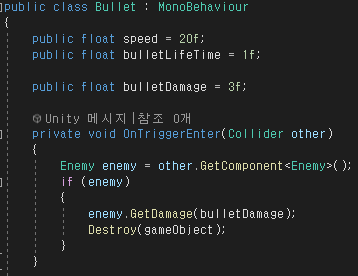 public class Bullet : MonoBehaviour
{
public float speed = 20f;
public float bulletLifeTime = 1f;
public float bulletDamage = 3f;
Unity 메시지|참조 0개
private void OnTriggerEnter(Collider other)
{
Enemy enemy = other.GetComponent<Enemy>();
if (enemy)
{
enemy.GetDamage(bulletDamage);
Destroy(gameObject);
}
}